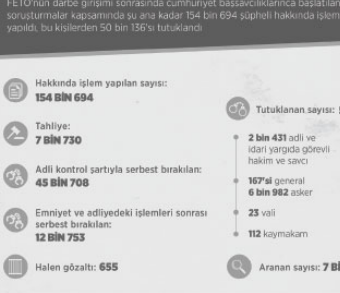 FETÖ'nün darbe girişimi sonrasında cumhuriyet başsavcılıklarınca başlatılan
soruşturmalar kapsamında şu ana kadar 154 bin 694 şüpheli hakkında işlem
yapıldı, bu kişilerden 50 bin 136'sı tutuklandı
Hakkında işlem yapılan sayısı:
154 BİN 694
Tahliye:
7 BİN 730
Adli kontrol şartıyla serbest bırakılan:
45 BİN 708
Emniyet ve adliyedeki işlemleri sonrası
serbest bırakılan:
12 BİN 753
Halen gözaltı: 655
Tutuklanan sayısı:
2 bin 431 adli ve
idari yargıda görevli
hakim ve savcı
167'si general
6 bin 982 asker
23 vali
112 kaymakam
Aranan sayısı: 7